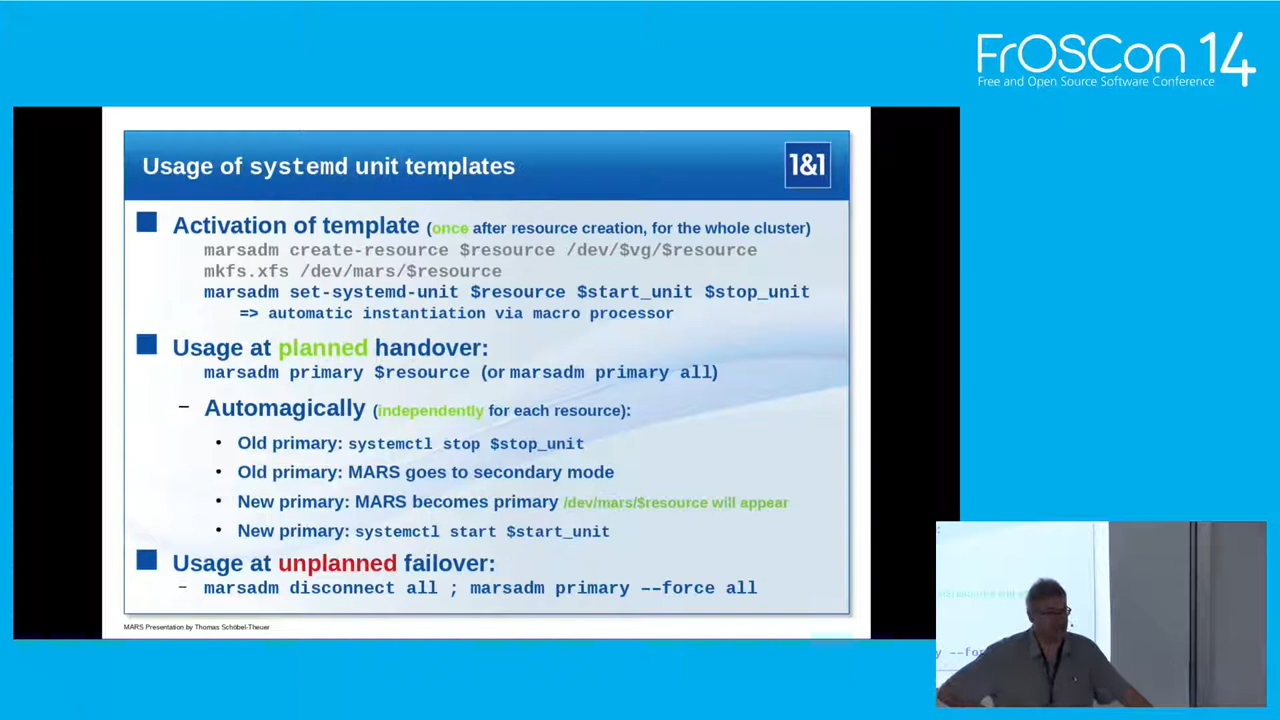 FrOSCon 14
Free and Open Source Software Conference
Usage of systemd unit templates
1&1
Activation of template (once after resource creation, for the whole cluster)
marsadm create-resource $resource /dev/$vg/$resource
mkfs.xfs /dev/mars/$resource
marsadm set-systemd-unit $resource $start_unit $stop_unit
=> automatic instantiation via macro processor
Usage at planned handover:
marsadm primary $resource (or marsadm primary all)
– Automagically (independently for each resource):
• Old primary: systemctl stop $stop_unit
• Old primary: MARS goes to secondary mode
• New primary: MARS becomes primary /dev/mars/$resource will appear
• New primary: systemctl start $start_unit
Usage at unplanned failover:
– marsadm disconnect all ; marsadm primary --force all
MARS Presentation by Thomas Schöbel-Theuer